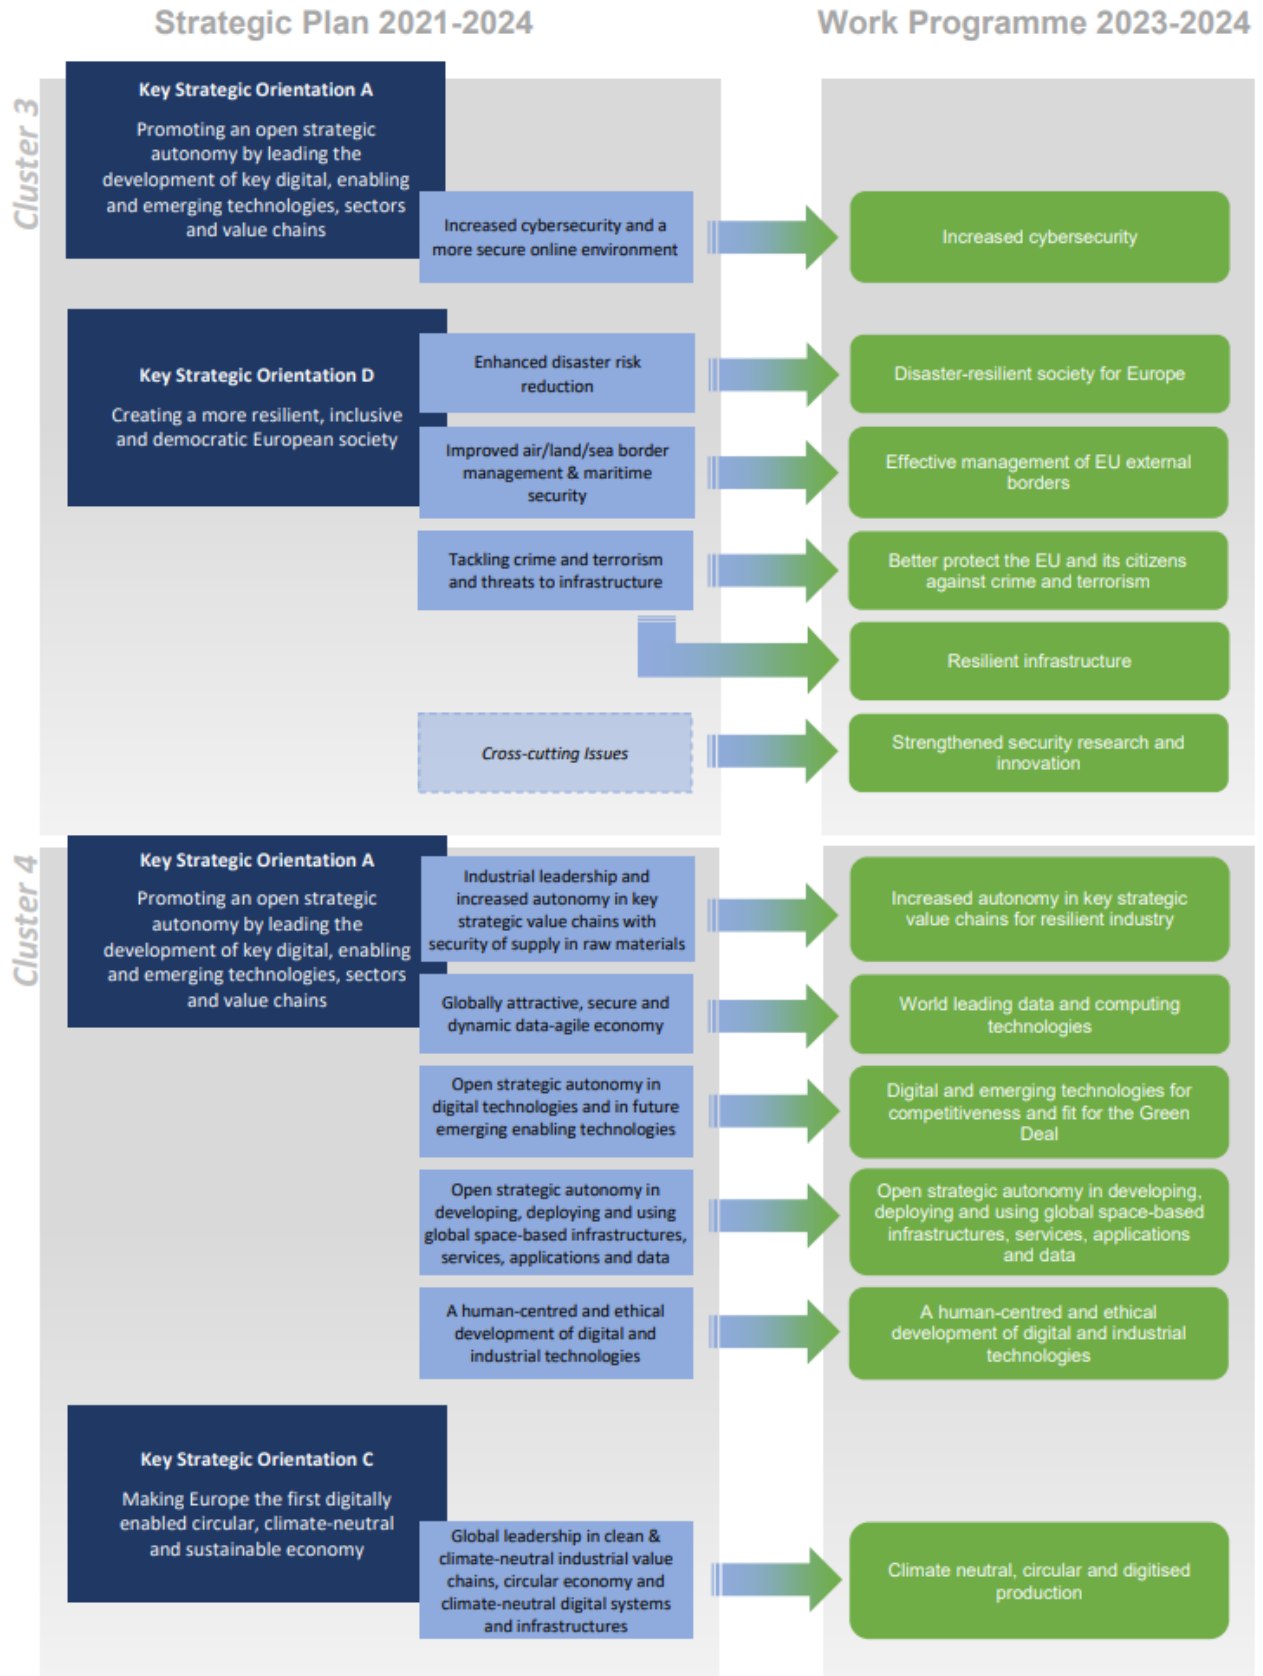 Strategic Plan 2021-2024
Work Programme 2023-2024
Cluster 3
Key Strategic Orientation A
Promoting an open strategic
autonomy by leading the
development of key digital, enabling
and emerging technologies, sectors
and value chains
Increased cybersecurity and a
more secure online environment
Increased cybersecurity
Key Strategic Orientation D
Creating a more resilient, inclusive
and democratic European society
Enhanced disaster risk
reduction
Disaster-resilient society for Europe
Improved air/land/sea border
management & maritime
security
Effective management of EU external
borders
Tackling crime and terrorism
and threats to infrastructure
Better protect the EU and its citizens
against crime and terrorism
Resilient infrastructure
Cross-cutting Issues
Strengthened security research and
innovation
Cluster 4
Key Strategic Orientation A
Promoting an open strategic
autonomy by leading the
development of key digital, enabling
and emerging technologies, sectors
and value chains
Industrial leadership and
increased autonomy in key
strategic value chains with
security of supply in raw materials
Increased autonomy in key strategic
value chains for resilient industry
Globally attractive, secure and
dynamic data-agile economy
World leading data and computing
technologies
Open strategic autonomy in
digital technologies and in future
emerging enabling technologies
Digital and emerging technologies for
competitiveness and fit for the Green
Deal
Open strategic autonomy in
developing, deploying and using
global space-based infrastructures,
services, applications and data
Open strategic autonomy in developing,
deploying and using global space-based
infrastructures, services, applications
and data
A human-centred and ethical
development of digital and
industrial technologies
A human-centred and ethical
development of digital and industrial
technologies
Key Strategic Orientation C
Making Europe the first digitally
enabled circular, climate-neutral
and sustainable economy
Global leadership in clean &
climate-neutral industrial value
chains, circular economy and
climate-neutral digital systems
and infrastructures
Climate neutral, circular and digitised
production